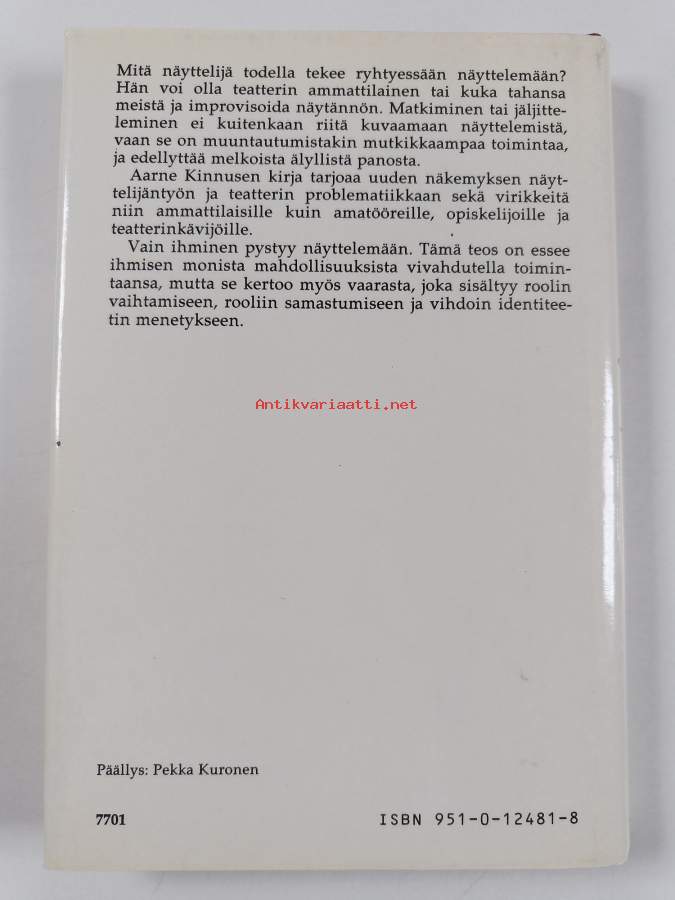 Mitä näyttelijä todella tekee ryhtyessään näyttelemään?
Hän voi olla teatterin ammattilainen tai kuka tahansa
meistä ja improvisoida näytännön. Matkiminen tai jäljitte-
leminen ei kuitenkaan riitä kuvaamaan näyttelemistä,
vaan se on muuntautumistakin mutkikkaampaa toimintaa,
ja edellyttää melkoista älyllistä panosta.
Aarne Kinnusen kirja tarjoaa uuden näkemyksen näyt-
telijäntyön ja teatterin problematiikkaan sekä virikkeitä
niin ammattilaisille kuin amatööreille, opiskelijoille ja
teatterinkävijöille.
Vain ihminen pystyy näyttelemään. Tämä teos on essee
ihmisen monista mahdollisuuksista vivahdutella toimin-
taansa, mutta se kertoo myös vaarasta, joka sisältyy roolin
vaihtamiseen, rooliin samastumiseen ja vihdoin identitee-
tin menetykseen.
Antikvariaatti.net
Päällys: Pekka Kuronen
7701 ISBN 951-0-12481-8